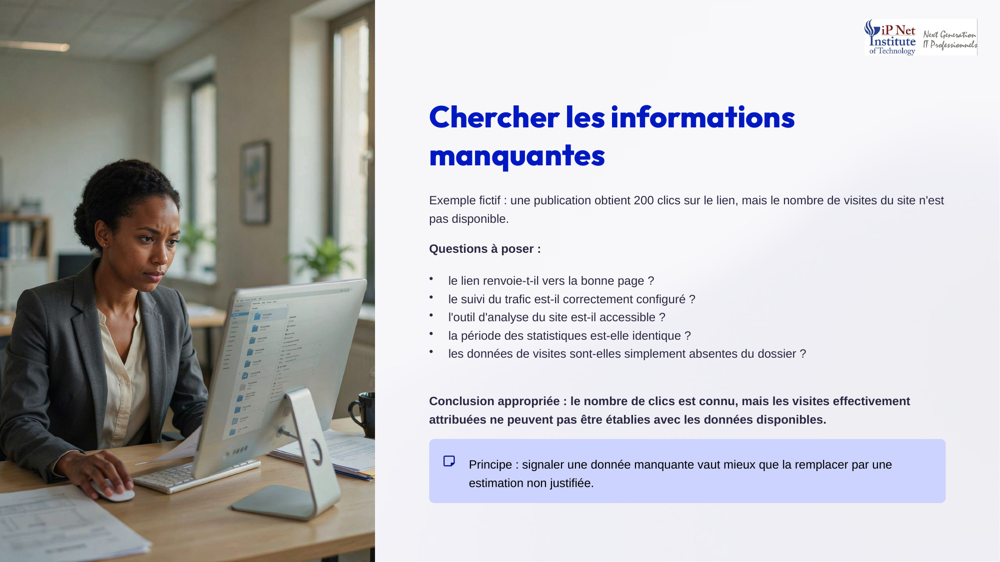 iP Net
Institute
of Technology
Next Generation
IT Professionnels
Chercher les informations
manquantes
Exemple fictif : une publication obtient 200 clics sur le lien, mais le nombre de visites du site n'est
pas disponible.
Questions à poser :
• le lien renvoie-t-il vers la bonne page ?
• le suivi du trafic est-il correctement configuré ?
• l'outil d'analyse du site est-il accessible ?
• la période des statistiques est-elle identique ?
• les données de visites sont-elles simplement absentes du dossier ?
Conclusion appropriée : le nombre de clics est connu, mais les visites effectivement
attribuées ne peuvent pas être établies avec les données disponibles.
Principe : signaler une donnée manquante vaut mieux que la remplacer par une
estimation non justifiée.